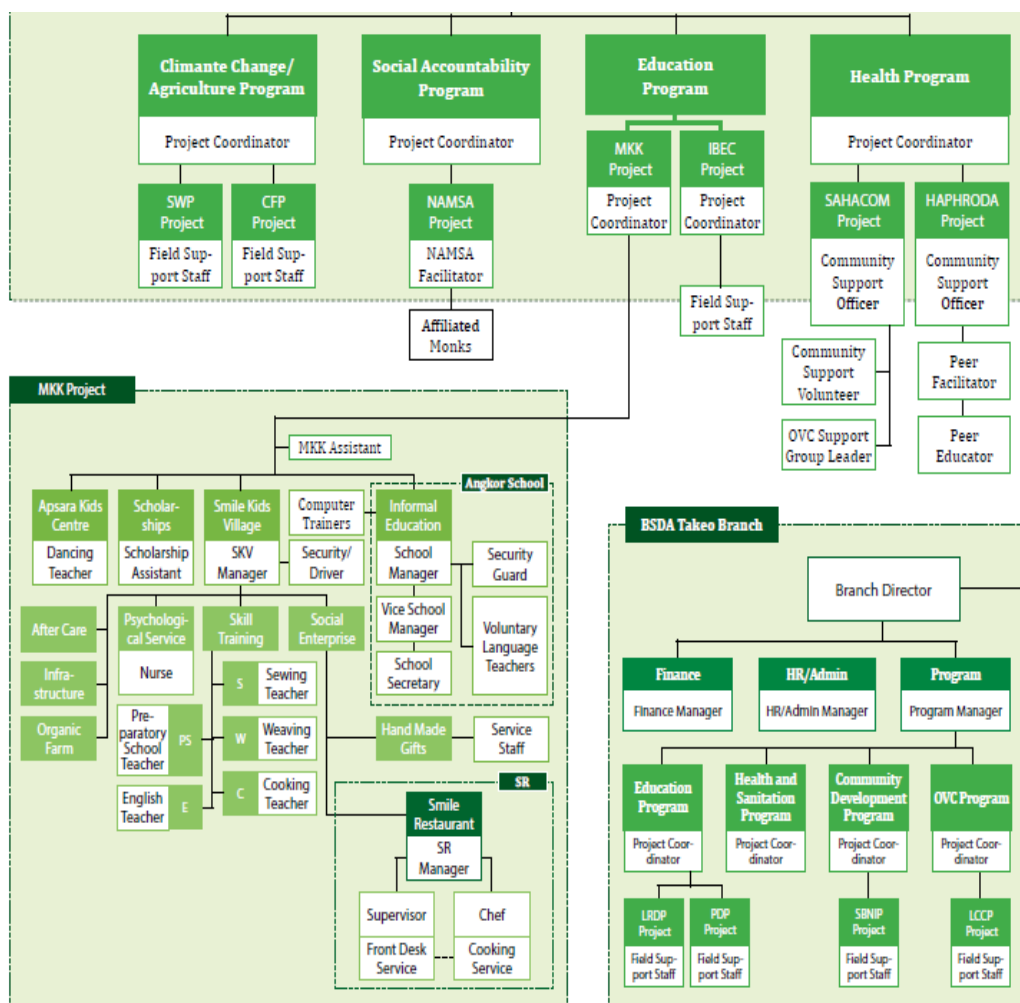 Climante Change/
Agriculture Program
Project Coordinator
SWP
Project
Field Sup-
port Staff
CFP
Project
Field Sup-
port Staff
Social Accountability
Program
Project Coordinator
NAMSA
Project
NAMSA
Facilitator
Affiliated
Monks
Education
Program
MKK
Project
Project
Coordinator
IBEC
Project
Project
Coordinator
Field Sup-
port Staff
Health Program
Project Coordinator
SAHACOM
Project
Community
Support
Officer
Community
Support
Volunteer
OVC Support
Group Leader
HAPHRODA
Project
Community
Support
Officer
Peer
Facilitator
Peer
Educator
MKK Project
MKK Assistant
Apsara Kids
Centre
Dancing
Teacher
Scholar-
ships
Scholarship
Assistant
Smile Kids
Village
SKV
Manager
Computer
Trainers
Security/
Driver
Angkor School
Informal
Education
School
Manager
Vice School
Manager
School
Secretary
Security
Guard
Voluntary
Language
Teachers
After Care
Infra-
structure
Organic
Farm
Psychologi-
cal Service
Nurse
Skill
Training
Social
Enterprise
Pre-
paratory
School
Teacher
PS
English
Teacher
E
S
Sewing
Teacher
W
Weaving
Teacher
C
Cooking
Teacher
Hand Made
Gifts
Service
Staff
SR
Smile
Restaurant
SR
Manager
Supervisor
Front Desk
Service
Chef
Cooking
Service
BSDA Takeo Branch
Branch Director
Finance
Finance Manager
HR/Admin
HR/Admin Manager
Program
Program Manager
Education
Program
Project Coor-
dinator
LRDP
Project
Field Sup-
port Staff
PDP
Project
Field Sup-
port Staff
Health and
Sanitation
Program
Project Coor-
dinator
Community
Development
Program
Project Coor-
dinator
SBNIP
Project
Field Sup-
port Staff
OVC Program
Project Coor-
dinator
LCCP
Project
Field Sup-
port Staff